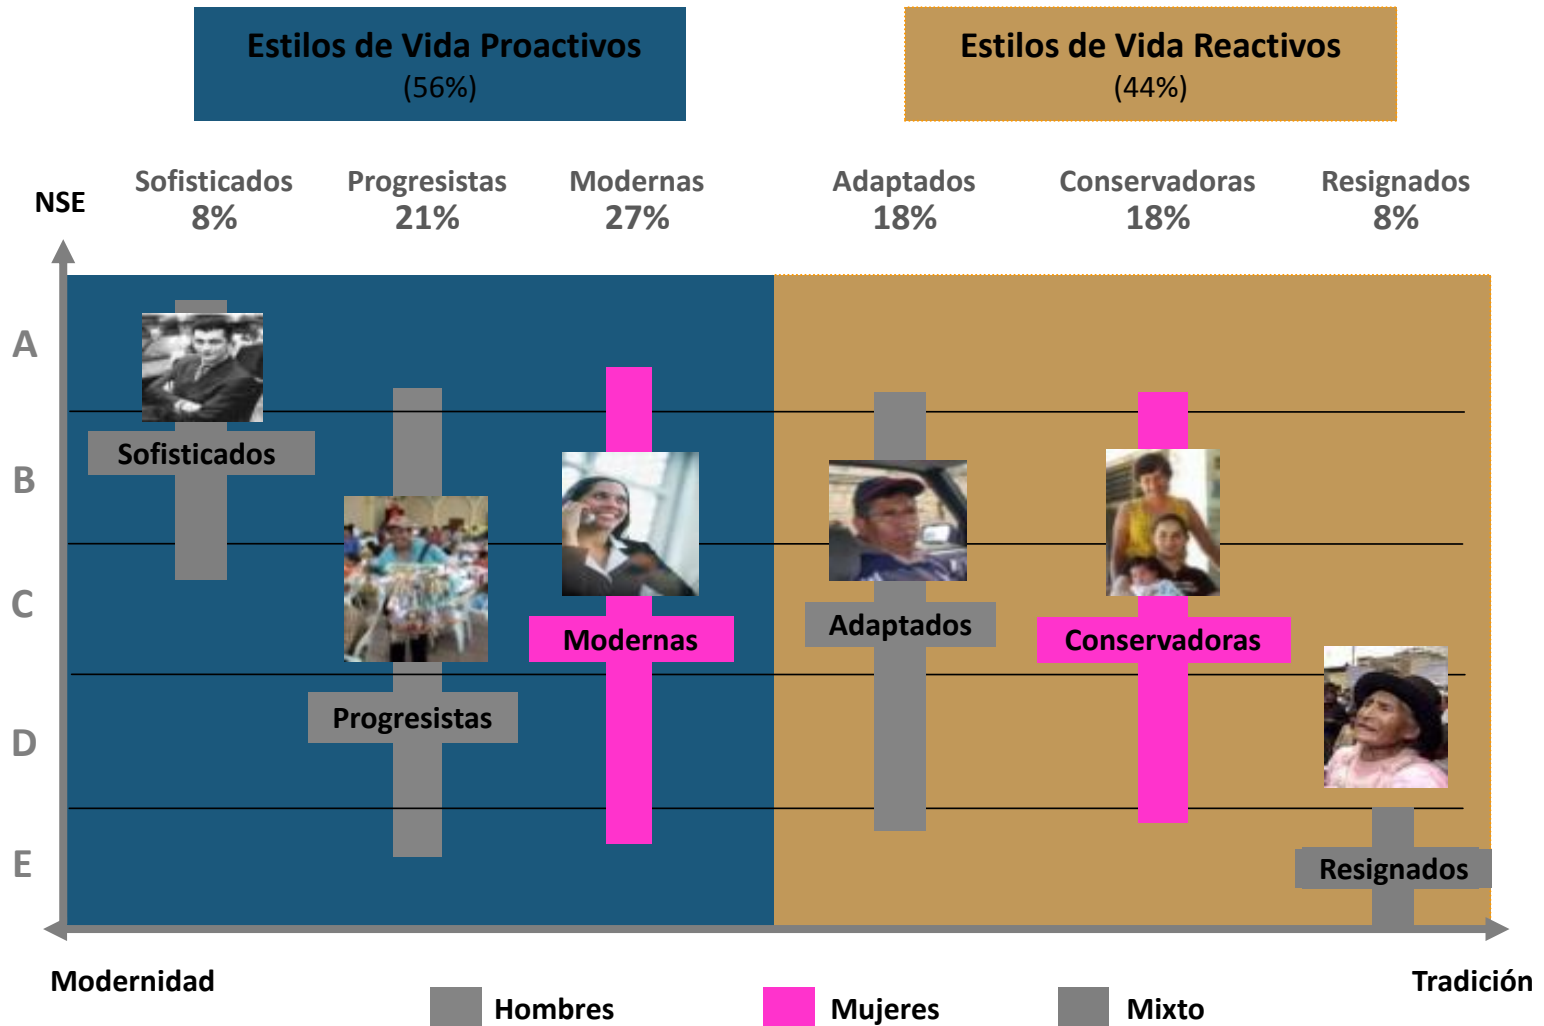 Estilos de Vida Proactivos
(56%)
Estilos de Vida Reactivos
(44%)
NSE
Sofisticados
8%
Progresistas
21%
Modernas
27%
Adaptados
18%
Conservadoras
18%
Resignados
8%
A
B
C
D
E
Sofisticados
Progresistas
Modernas
Adaptados
Conservadoras
Resignados
Modernidad
Tradición
Hombres
Mujeres
Mixto